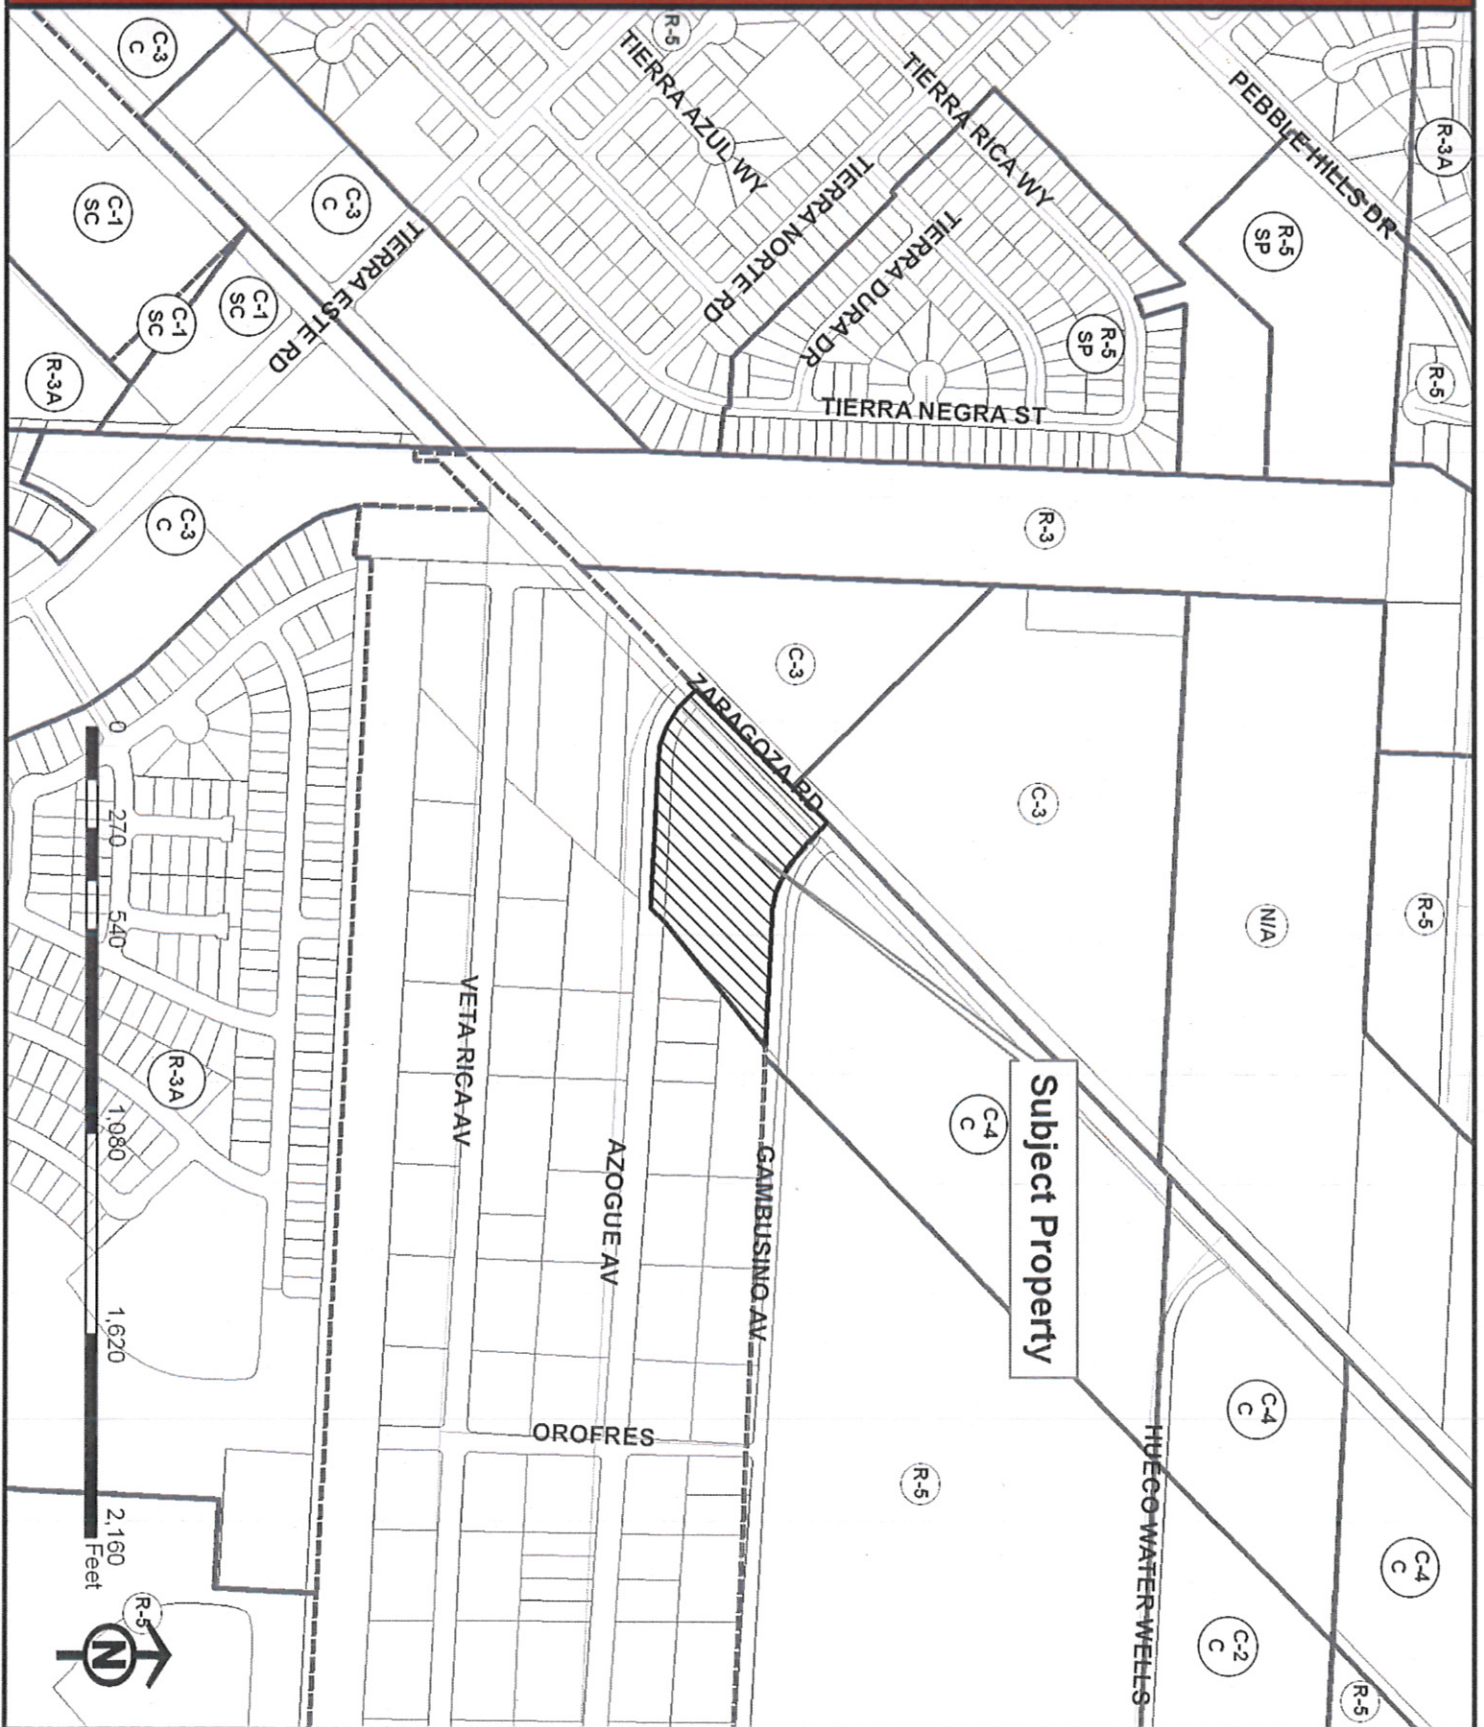 C-3
C
R-5
TIERRA AZUL WY
TIERRA RICA WY
PEBBLE HILLS DR
R-3A
C-1
SC
C-3
C
TIERRA ESTE RD
TIERRA NORTE RD
TIERRA DURA DR
R-5
SP
C-1
SC
C-1
SC
R-5
SP
R-3A
R-5
TIERRA NEGRA ST
C-3
C
R-3
C-3
ZARAGOZA RD
C-3
N/A
R-5
VETA RICA AV
R-3A
AZOGUE AV
GAMBUSINO AV
C-4
C
Subject Property
OROFRES
R-5
HUECO WATER WELLS
C-4
C
C-4
C
C-2
C
R-5
R-5
0
270
540
1,080
1,620
2,160
Feet
N